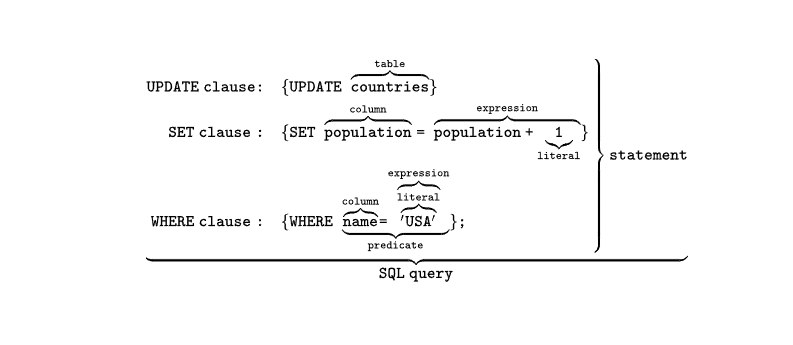 table
UPDATE clause: {UPDATE countries}
column expression
SET clause : {SET population = population + 1 }
literal
statement
expression
literal
column
WHERE clause : {WHERE name= 'USA' };
predicate
SQL query